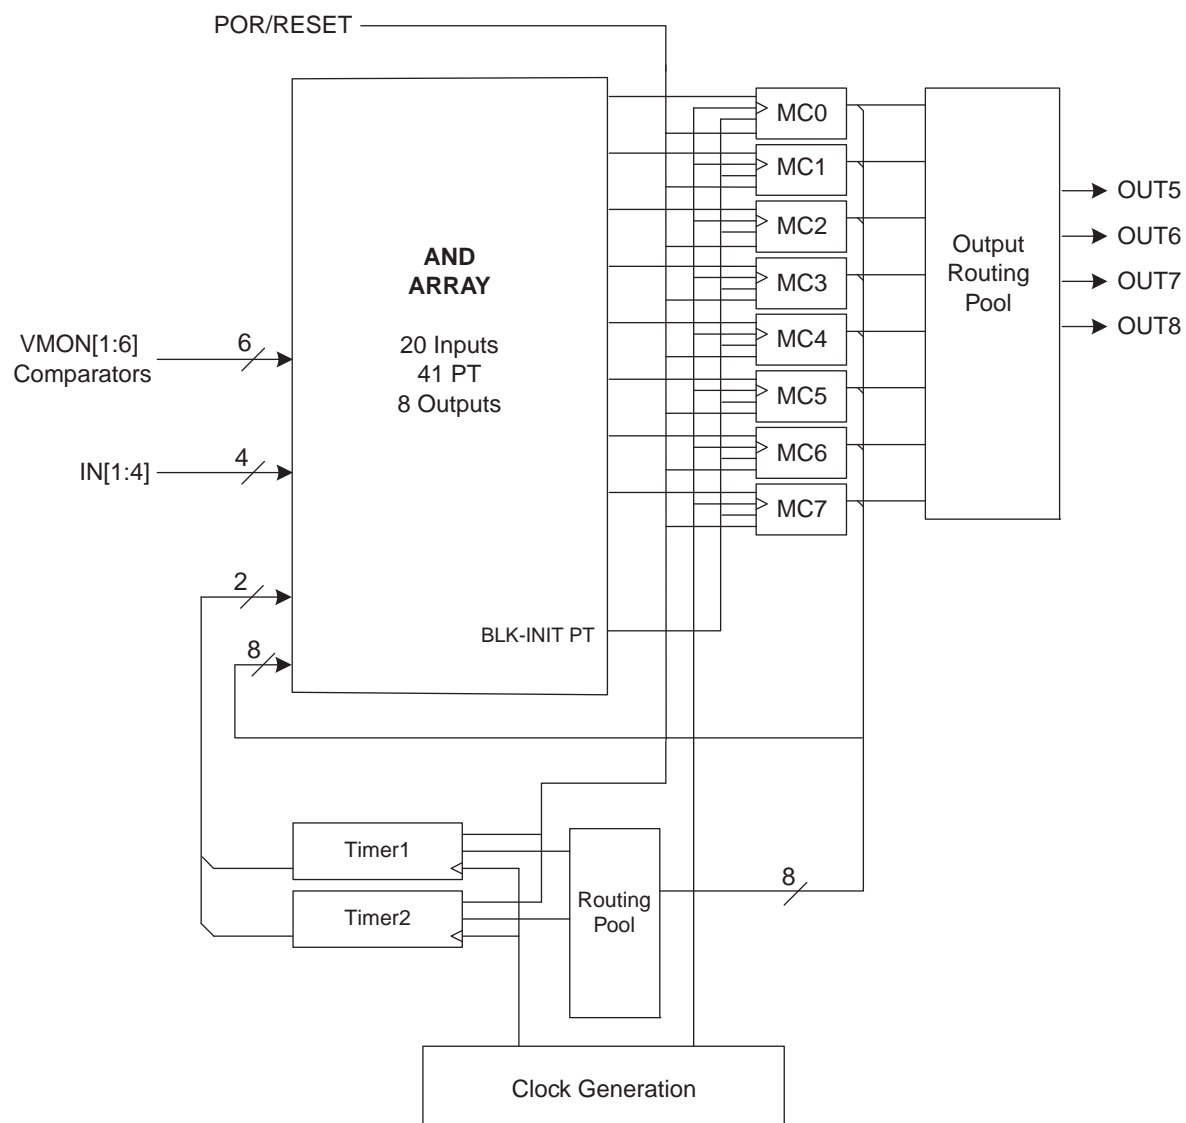 POR/RESET
AND
ARRAY
20 Inputs
41 PT
8 Outputs
VMON[1:6]
Comparators
6
IN[1:4]
4
2
8
BLK-INIT PT
MC0
MC1
MC2
MC3
MC4
MC5
MC6
MC7
Output
Routing
Pool
OUT5
OUT6
OUT7
OUT8
Timer1
Timer2
Routing
Pool
8
Clock Generation